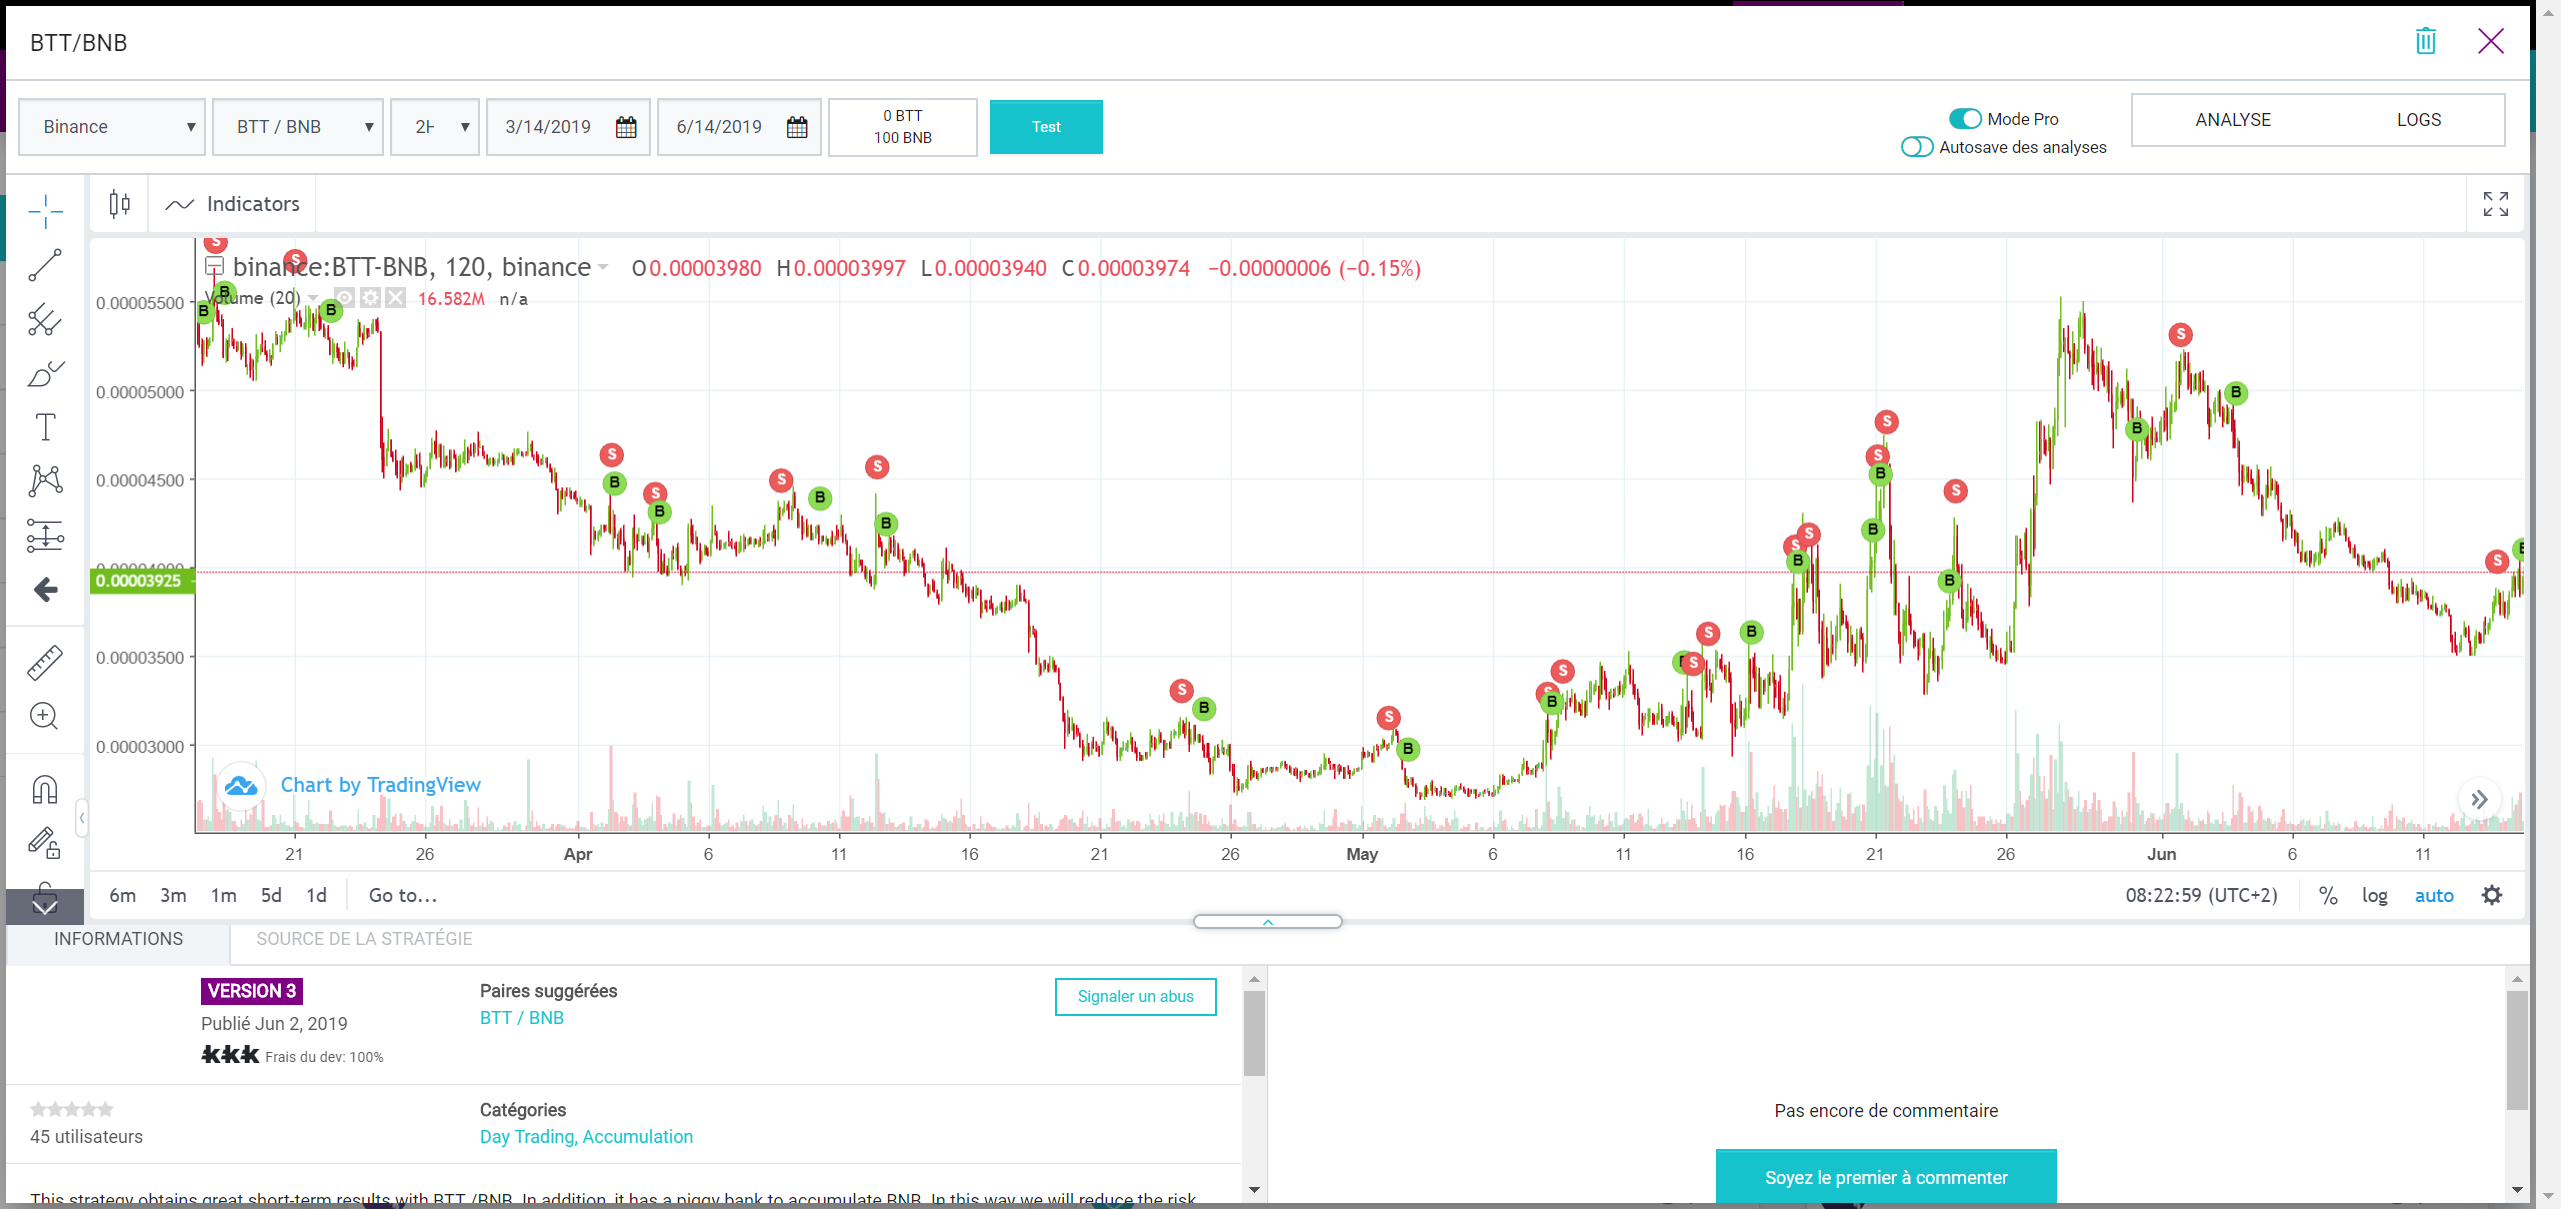 BTT/BNB
Binance
BTT / BNB
2H
3/14/2019
6/14/2019
0 BTT
100 BNB
Test
Mode Pro
Autosave des analyses
ANALYSE
LOGS
Indicators
binance:BTT-BNB, 120, binance O0.00003980 H0.00003997 L0.00003940 C0.00003974 −0.00000006 (−0.15%)
Volume (20) 16.582M n/a
0.00005500
0.00005000
0.00004500
0.00004000
0.00003925
0.00003500
0.00003000
Chart by TradingView
21 26 Apr 6 11 16 21 26 May 6 11 16 21 26 Jun 6 11
6m 3m 1m 5d 1d Go to...
08:22:59 (UTC+2) % log auto
INFORMATIONS
SOURCE DE LA STRATÉGIE
VERSION 3
Publié Jun 2, 2019
Frais du dev: 100%
Paires suggérées
BTT / BNB
Signaler un abus
45 utilisateurs
Catégories
Day Trading, Accumulation
This strategy obtains great short-term results with BTT /BNB. In addition, it has a piggy bank to accumulate BNB. In this way we will reduce the risk
Pas encore de commentaire
Soyez le premier à commenter